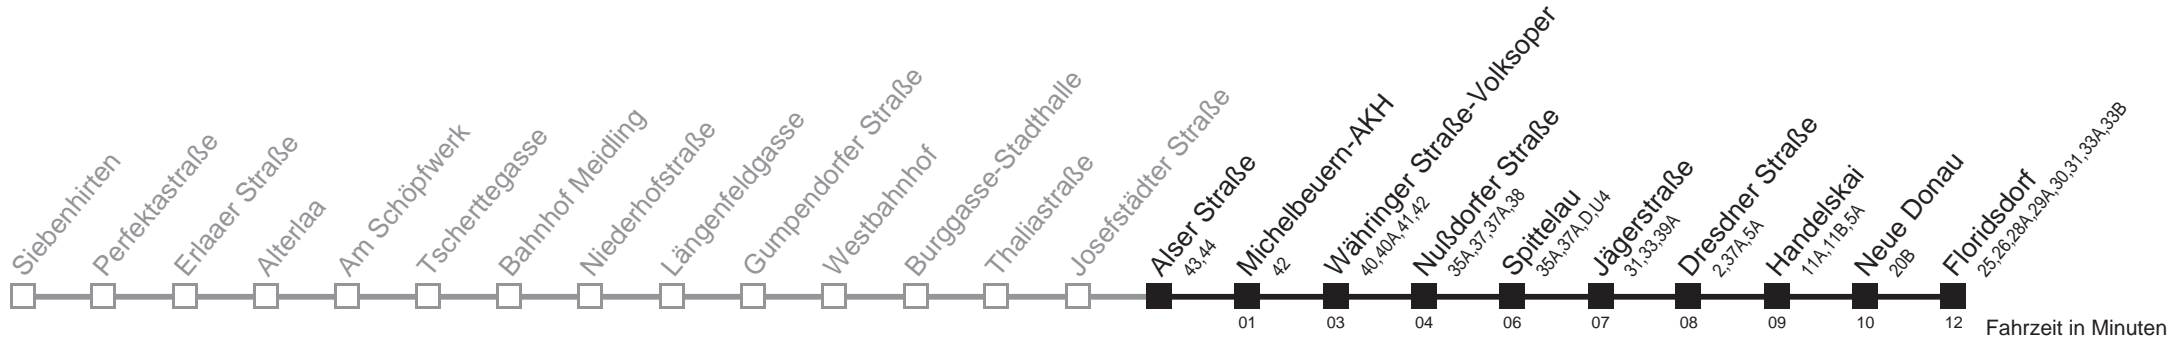 Siebenhirten
Perfektastraße
Erlaaer Straße
Alterlaa
Am Schöpfwerk
Tscherttegasse
Bahnhof Meidling
Niederhofstraße
Längenfeldgasse
Gumpendorfer Straße
Westbahnhof
Burggasse-Stadthalle
Thaliastraße
Josefstädter Straße
Alser Straße
43,44
Michelbeuern-AKH
42
Währinger Straße-Volksoper
40,40A,41,42
Nußdorfer Straße
35A,37,37A,38
Spittelau
35A,37A,D,U4
Jägerstraße
31,33,39A
Dresdner Straße
2,37A,5A
Handelskai
11A,11B,5A
Neue Donau
20B
Floridsdorf
25,26,28A,29A,30,31,33A,33B
01 03 04 06 07 08 09 10 12
Fahrzeit in Minuten